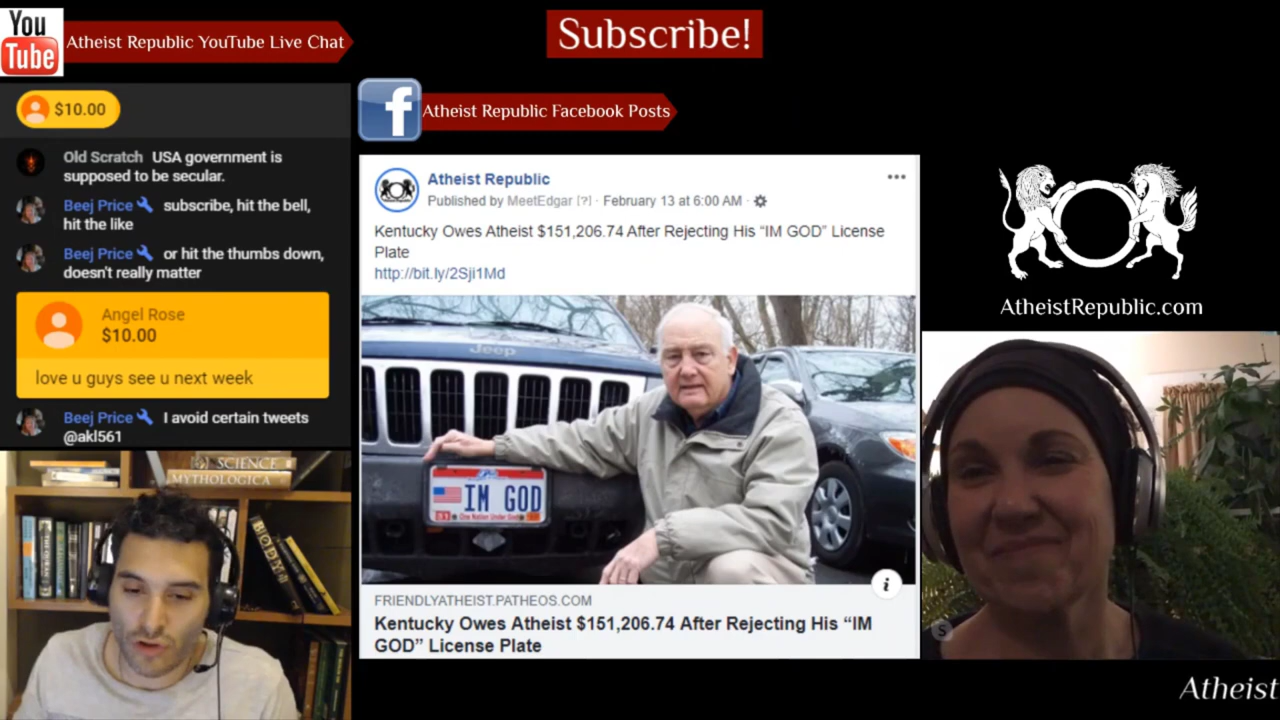 You
Tube
Atheist Republic YouTube Live Chat
Subscribe!
$10.00
Old Scratch USA government is
supposed to be secular.
Beej Price subscribe, hit the bell,
hit the like
Beej Price or hit the thumbs down,
doesn't really matter
Angel Rose
$10.00
love u guys see u next week
Beej Price I avoid certain tweets
@akl561
SCIENCE
MYTHOLOGICA
f
Atheist Republic Facebook Posts
Atheist Republic
Published by MeetEdgar [?] · February 13 at 6:00 AM ·
Kentucky Owes Atheist $151,206.74 After Rejecting His “IM GOD” License
Plate
http://bit.ly/2Sji1Md
Jeep
IM GOD
One Nation Under God
i
FRIENDLYATHEIST.PATHEOS.COM
Kentucky Owes Atheist $151,206.74 After Rejecting His “IM
GOD” License Plate
AtheistRepublic.com
S
Atheist